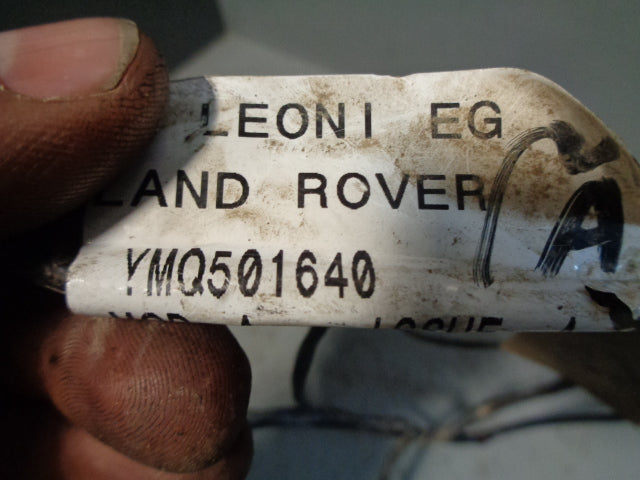 LEONI EG
LAND ROVER
YMQ501640
A